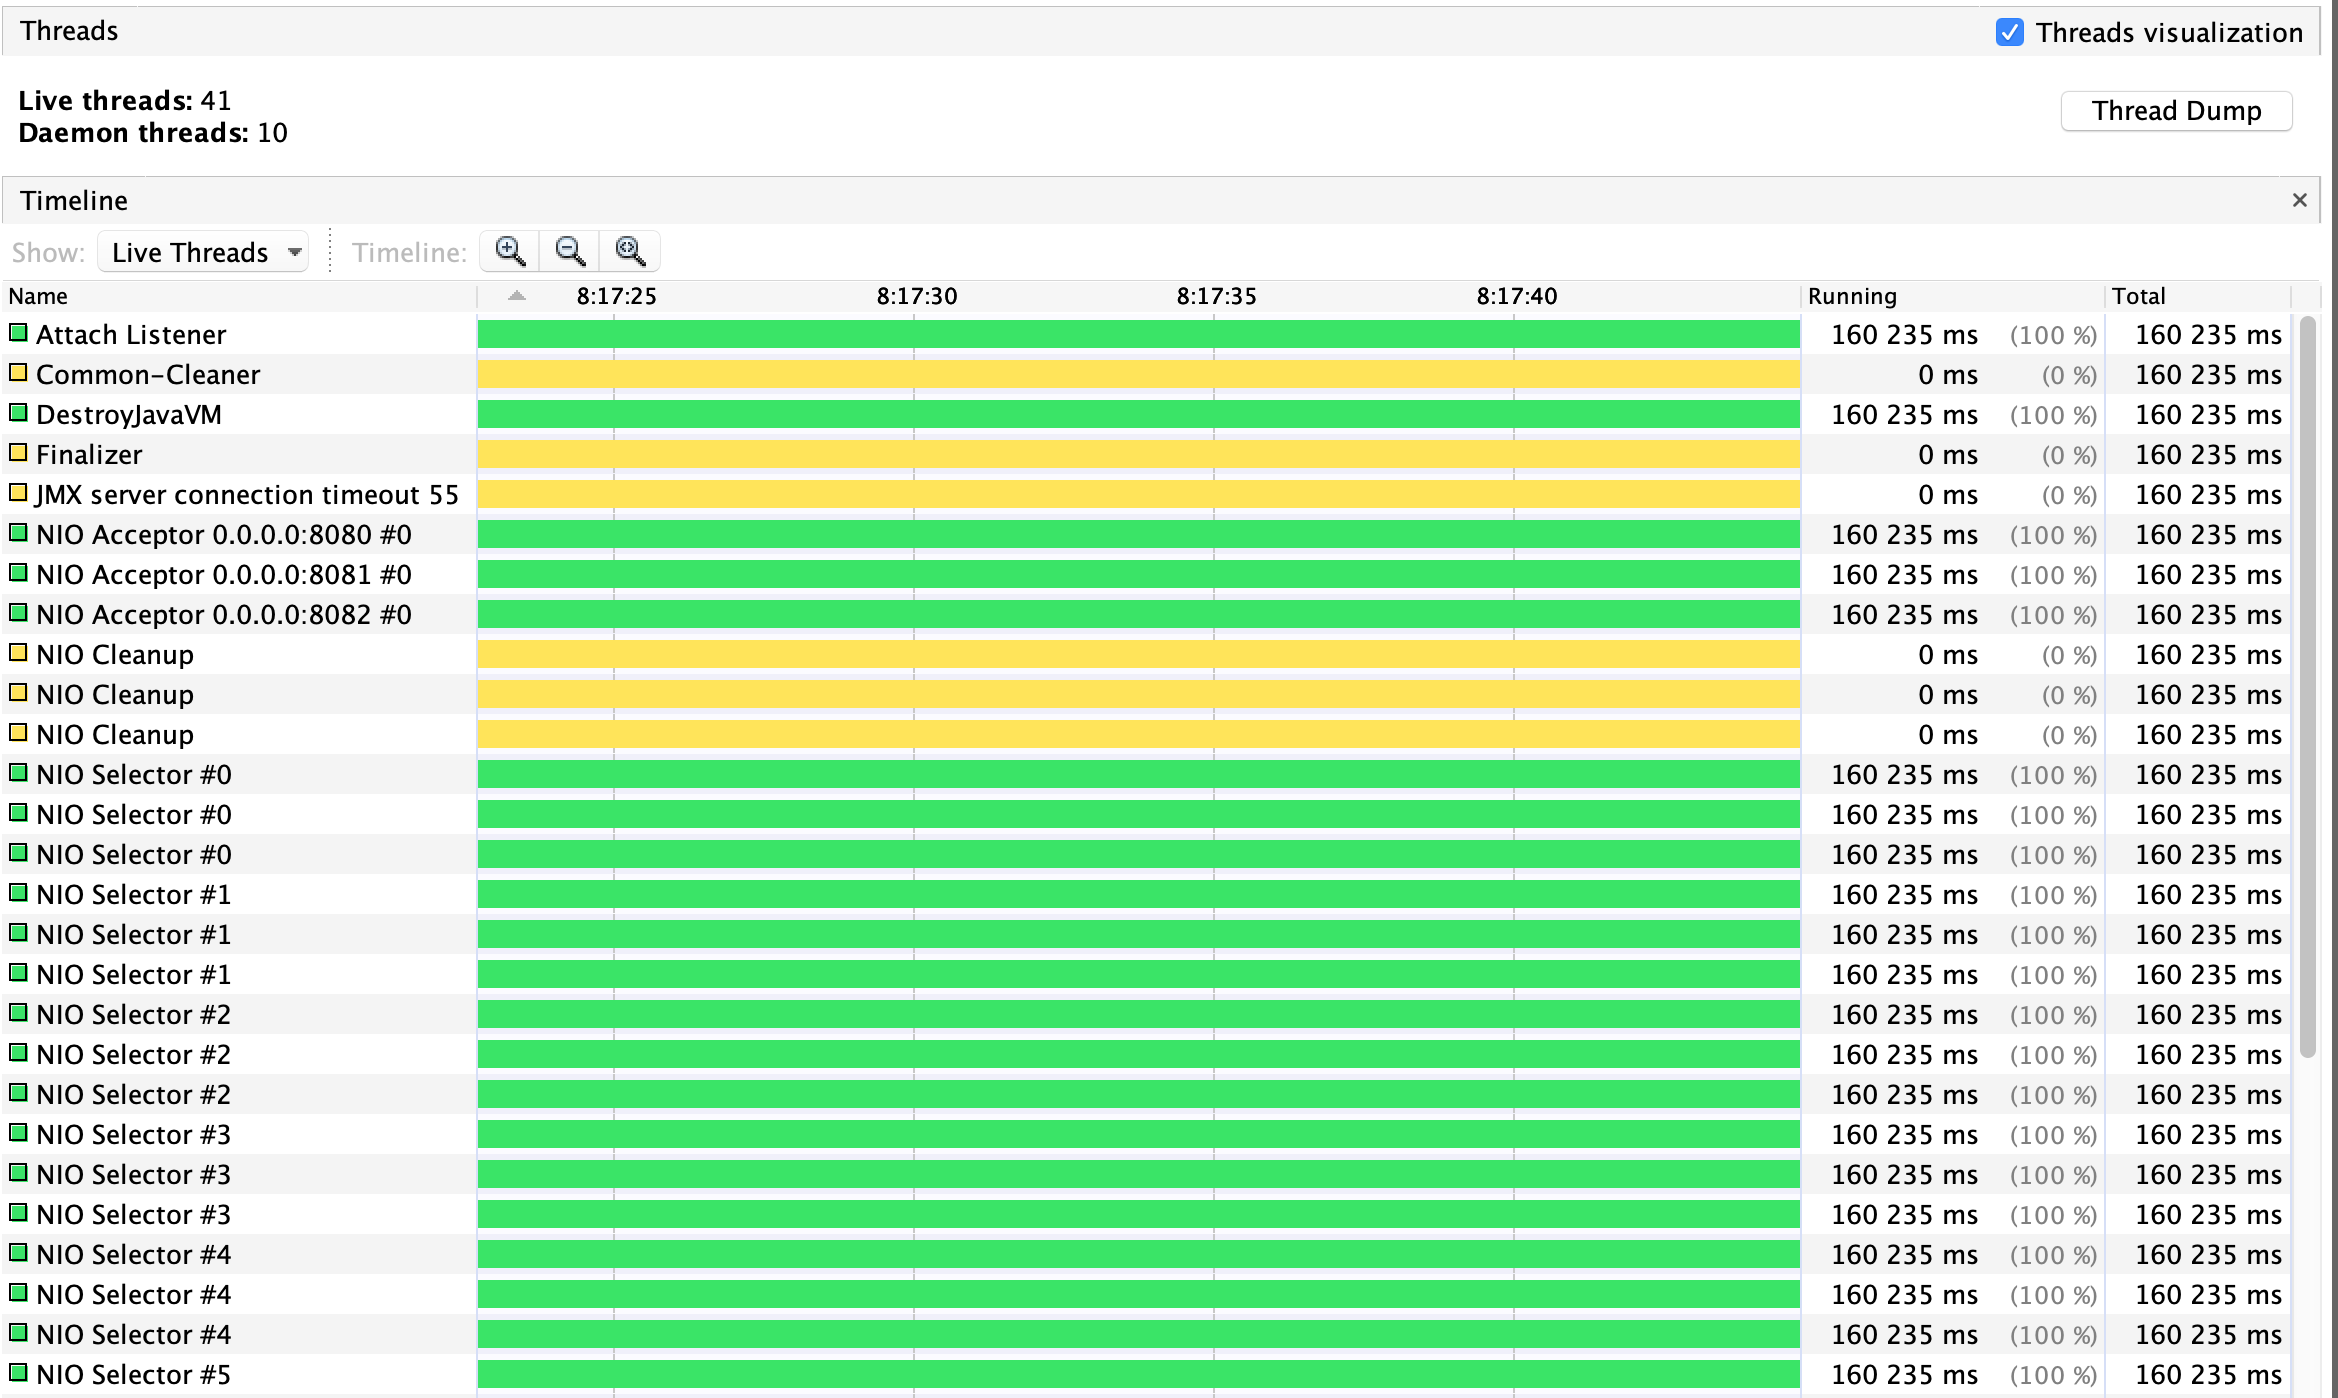 Threads Threads visualization
Live threads: 41
Daemon threads: 10 Thread Dump
Timeline ×
Show: Live Threads Timeline:
Name 8:17:25 8:17:30 8:17:35 8:17:40 Running Total
Attach Listener 160 235 ms (100 %) 160 235 ms
Common-Cleaner 0 ms (0 %) 160 235 ms
DestroyJavaVM 160 235 ms (100 %) 160 235 ms
Finalizer 0 ms (0 %) 160 235 ms
JMX server connection timeout 55 0 ms (0 %) 160 235 ms
NIO Acceptor 0.0.0.0:8080 #0 160 235 ms (100 %) 160 235 ms
NIO Acceptor 0.0.0.0:8081 #0 160 235 ms (100 %) 160 235 ms
NIO Acceptor 0.0.0.0:8082 #0 160 235 ms (100 %) 160 235 ms
NIO Cleanup 0 ms (0 %) 160 235 ms
NIO Cleanup 0 ms (0 %) 160 235 ms
NIO Cleanup 0 ms (0 %) 160 235 ms
NIO Selector #0 160 235 ms (100 %) 160 235 ms
NIO Selector #0 160 235 ms (100 %) 160 235 ms
NIO Selector #0 160 235 ms (100 %) 160 235 ms
NIO Selector #1 160 235 ms (100 %) 160 235 ms
NIO Selector #1 160 235 ms (100 %) 160 235 ms
NIO Selector #1 160 235 ms (100 %) 160 235 ms
NIO Selector #2 160 235 ms (100 %) 160 235 ms
NIO Selector #2 160 235 ms (100 %) 160 235 ms
NIO Selector #2 160 235 ms (100 %) 160 235 ms
NIO Selector #3 160 235 ms (100 %) 160 235 ms
NIO Selector #3 160 235 ms (100 %) 160 235 ms
NIO Selector #3 160 235 ms (100 %) 160 235 ms
NIO Selector #4 160 235 ms (100 %) 160 235 ms
NIO Selector #4 160 235 ms (100 %) 160 235 ms
NIO Selector #4 160 235 ms (100 %) 160 235 ms
NIO Selector #5 160 235 ms (100 %) 160 235 ms